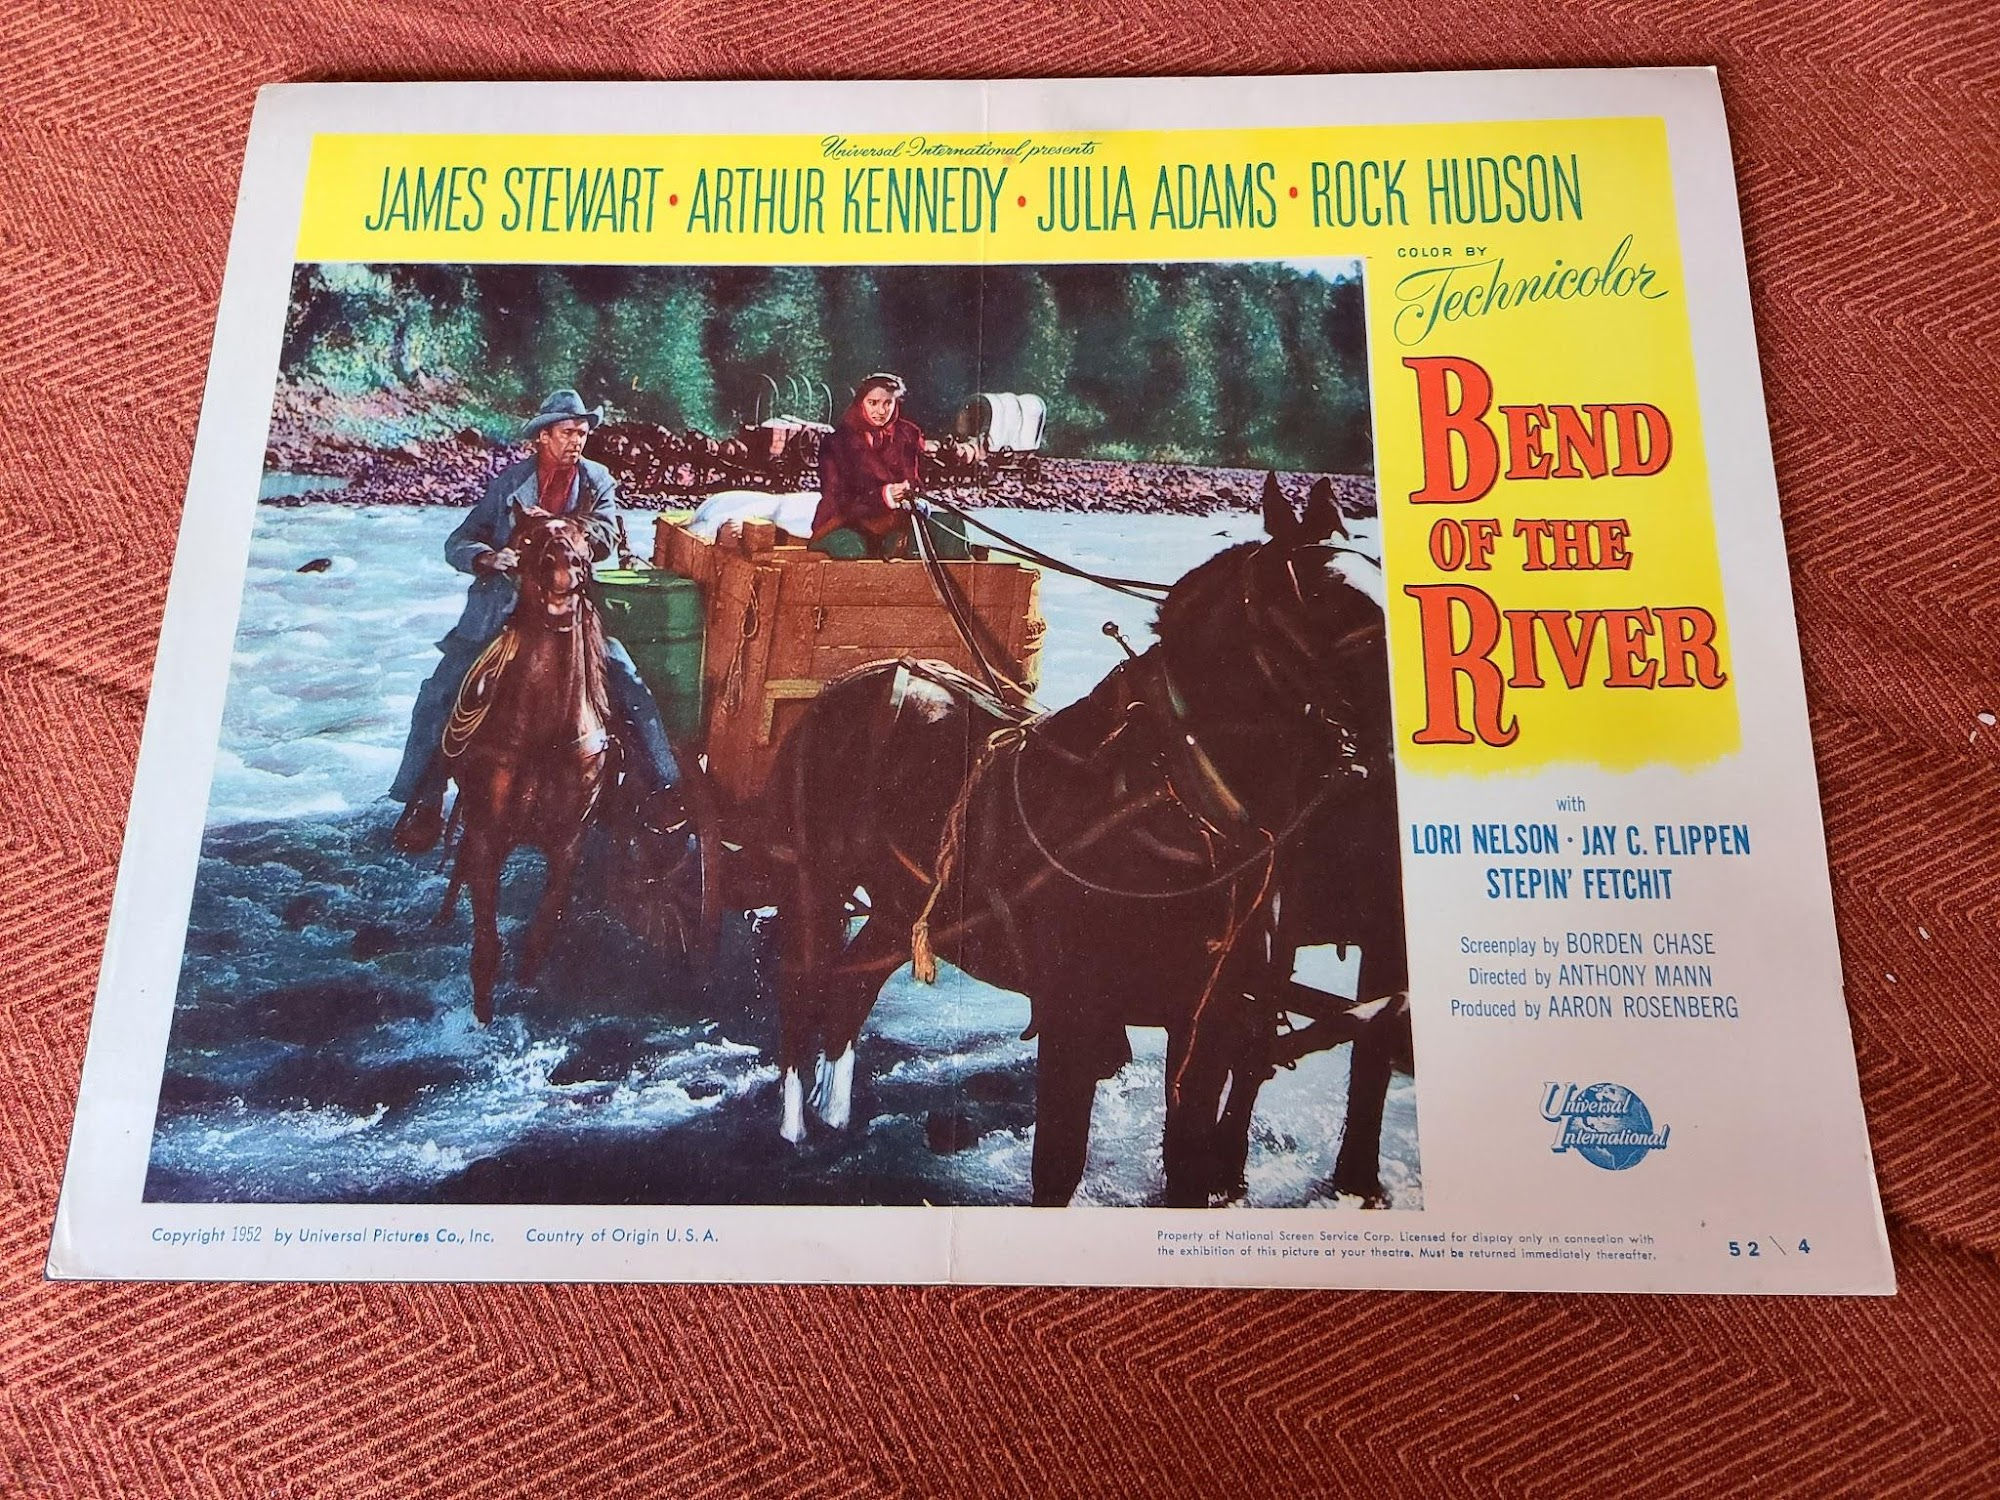 Universal-International presents
JAMES STEWART • ARTHUR KENNEDY • JULIA ADAMS • ROCK HUDSON
COLOR BY
Technicolor
BEND
OF THE
RIVER
with
LORI NELSON • JAY C. FLIPPEN
STEPIN' FETCHIT
Screenplay by BORDEN CHASE
Directed by ANTHONY MANN
Produced by AARON ROSENBERG
Universal
International
Copyright 1952 by Universal Pictures Co., Inc. Country of Origin U. S. A.
Property of National Screen Service Corp. Licensed for display only in connection with
the exhibition of this picture at your theatre. Must be returned immediately thereafter.
52 \ 4